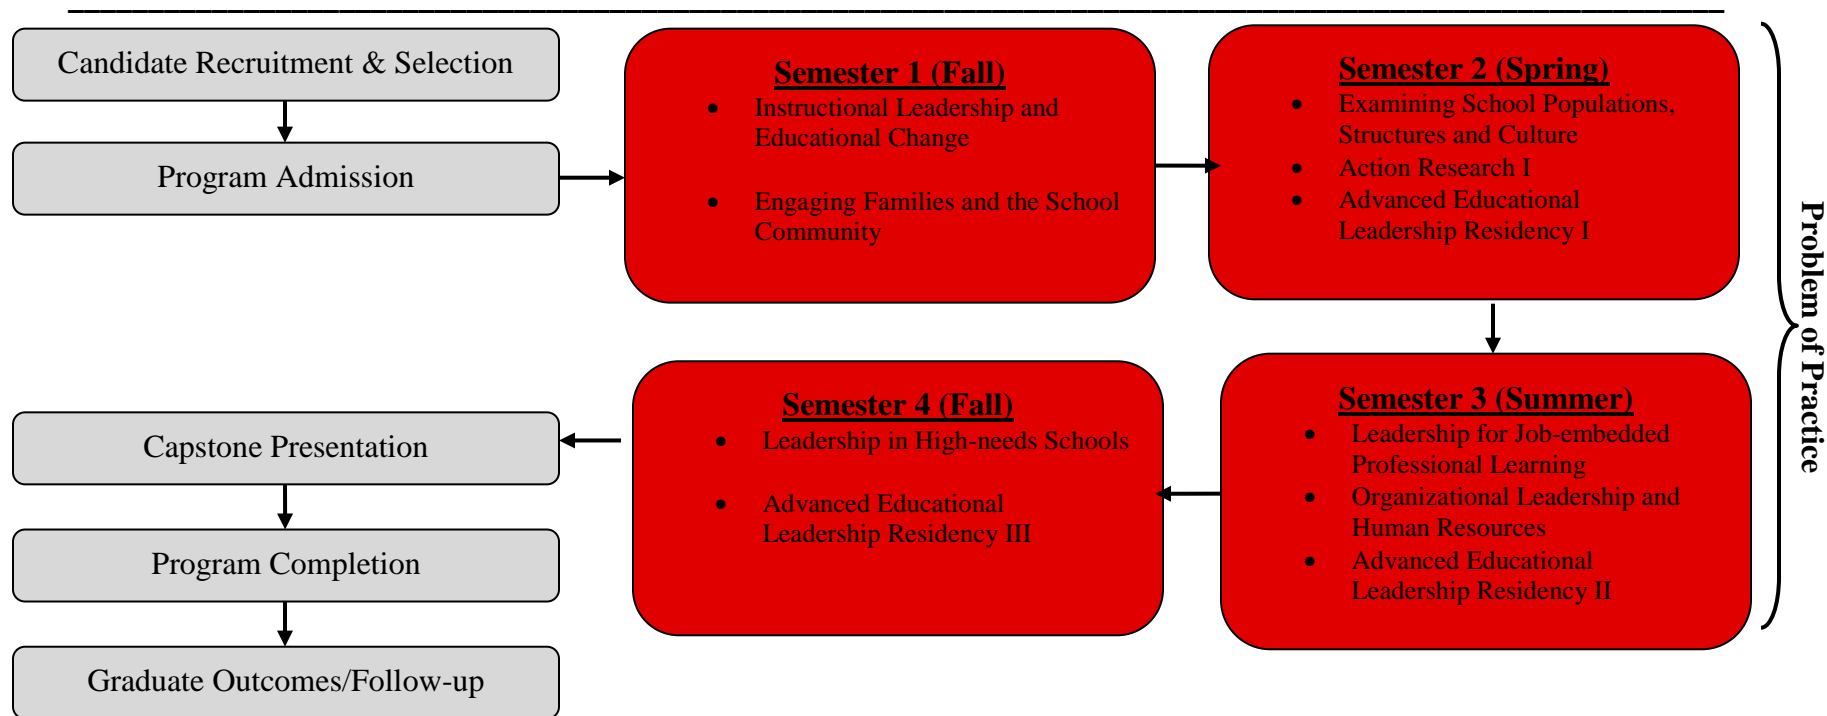 Candidate Recruitment & Selection
Program Admission
Semester 1 (Fall)
• Instructional Leadership and
Educational Change
• Engaging Families and the School
Community
Semester 2 (Spring)
• Examining School Populations,
Structures and Culture
• Action Research I
• Advanced Educational
Leadership Residency I
Semester 3 (Summer)
• Leadership for Job-embedded
Professional Learning
• Organizational Leadership and
Human Resources
• Advanced Educational
Leadership Residency II
Semester 4 (Fall)
• Leadership in High-needs Schools
• Advanced Educational
Leadership Residency III
Capstone Presentation
Program Completion
Graduate Outcomes/Follow-up
Problem of Practice